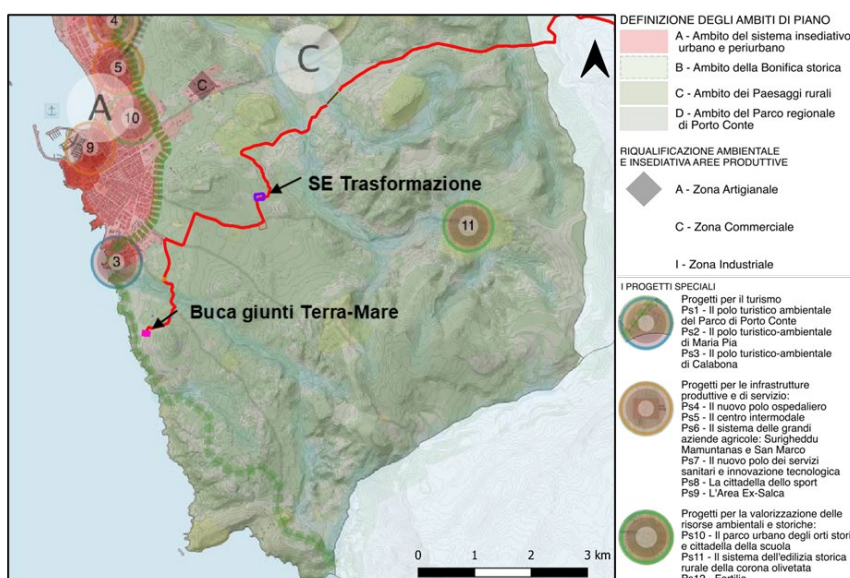 4
5
C
C
A
10
9
SE Trasformazione
11
3
Buca giunti Terra-Mare
0 1 2 3 km
DEFINIZIONE DEGLI AMBITI DI PIANO
A - Ambito del sistema insediativo
urbano e periurbano
B - Ambito della Bonifica storica
C - Ambito dei Paesaggi rurali
D - Ambito del Parco regionale
di Porto Conte
RIQUALIFICAZIONE AMBIENTALE
E INSEDIATIVA AREE PRODUTTIVE
A - Zona Artigianale
C - Zona Commerciale
I - Zona Industriale
I PROGETTI SPECIALI
Progetti per il turismo
Ps1 - Il polo turistico ambientale
del Parco di Porto Conte
Ps2 - Il polo turistico-ambientale
di Maria Pia
Ps3 - Il polo turistico-ambientale
di Calabona
Progetti per le infrastrutture
produttive e di servizio:
Ps4 - Il nuovo polo ospedaliero
Ps5 - Il centro intermodale
Ps6 - Il sistema delle grandi
aziende agricole: Surigheddu
Mamuntanas e San Marco
Ps7 - Il nuovo polo dei servizi
sanitari e innovazione tecnologica
Ps8 - La cittadella dello sport
Ps9 - L'Area Ex-Salca
Progetti per la valorizzazione delle
risorse ambientali e storiche:
Ps10 - Il parco urbano degli orti stori
e cittadella della scuola
Ps11 - Il sistema dell'edilizia storica
rurale della corona olivetata
Ps12 - Fertilia